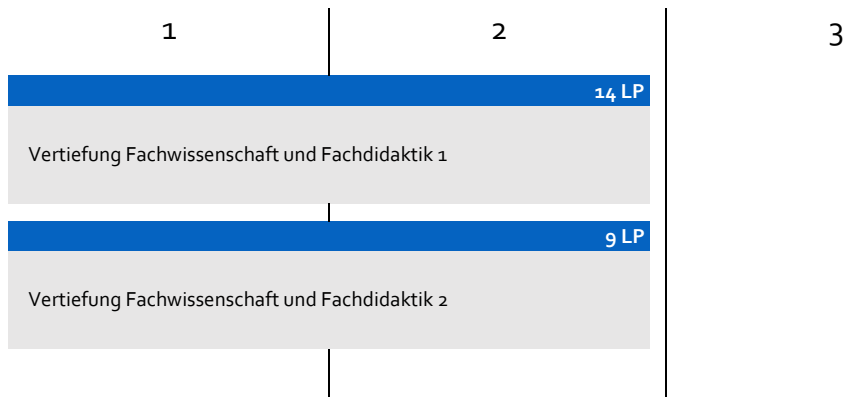 1 2 3
14 LP
Vertiefung Fachwissenschaft und Fachdidaktik 1
9 LP
Vertiefung Fachwissenschaft und Fachdidaktik 2